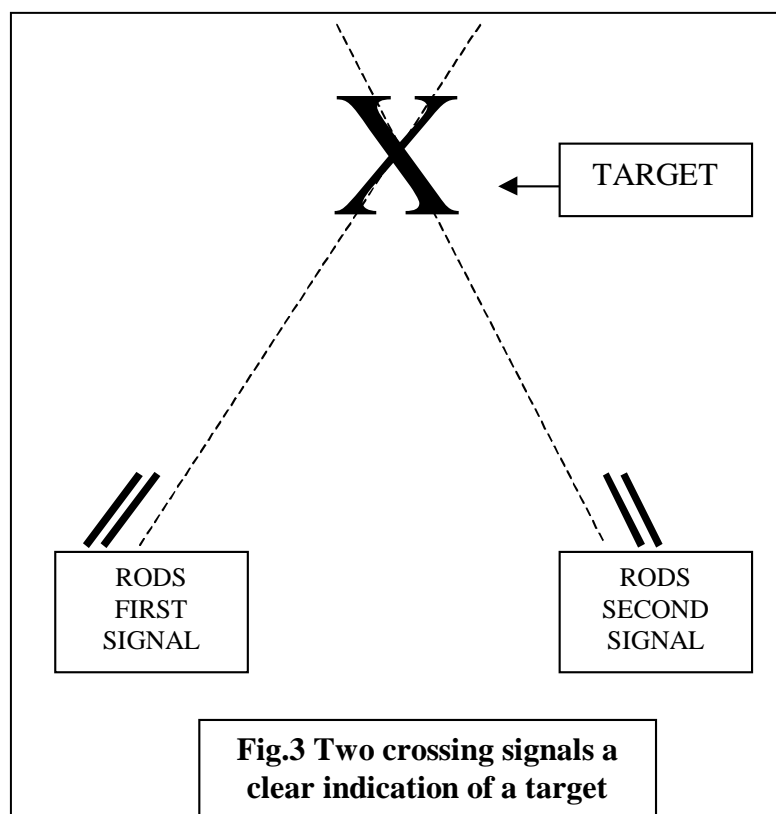 X
TARGET
RODS
FIRST
SIGNAL
RODS
SECOND
SIGNAL
Fig.3 Two crossing signals a
clear indication of a target